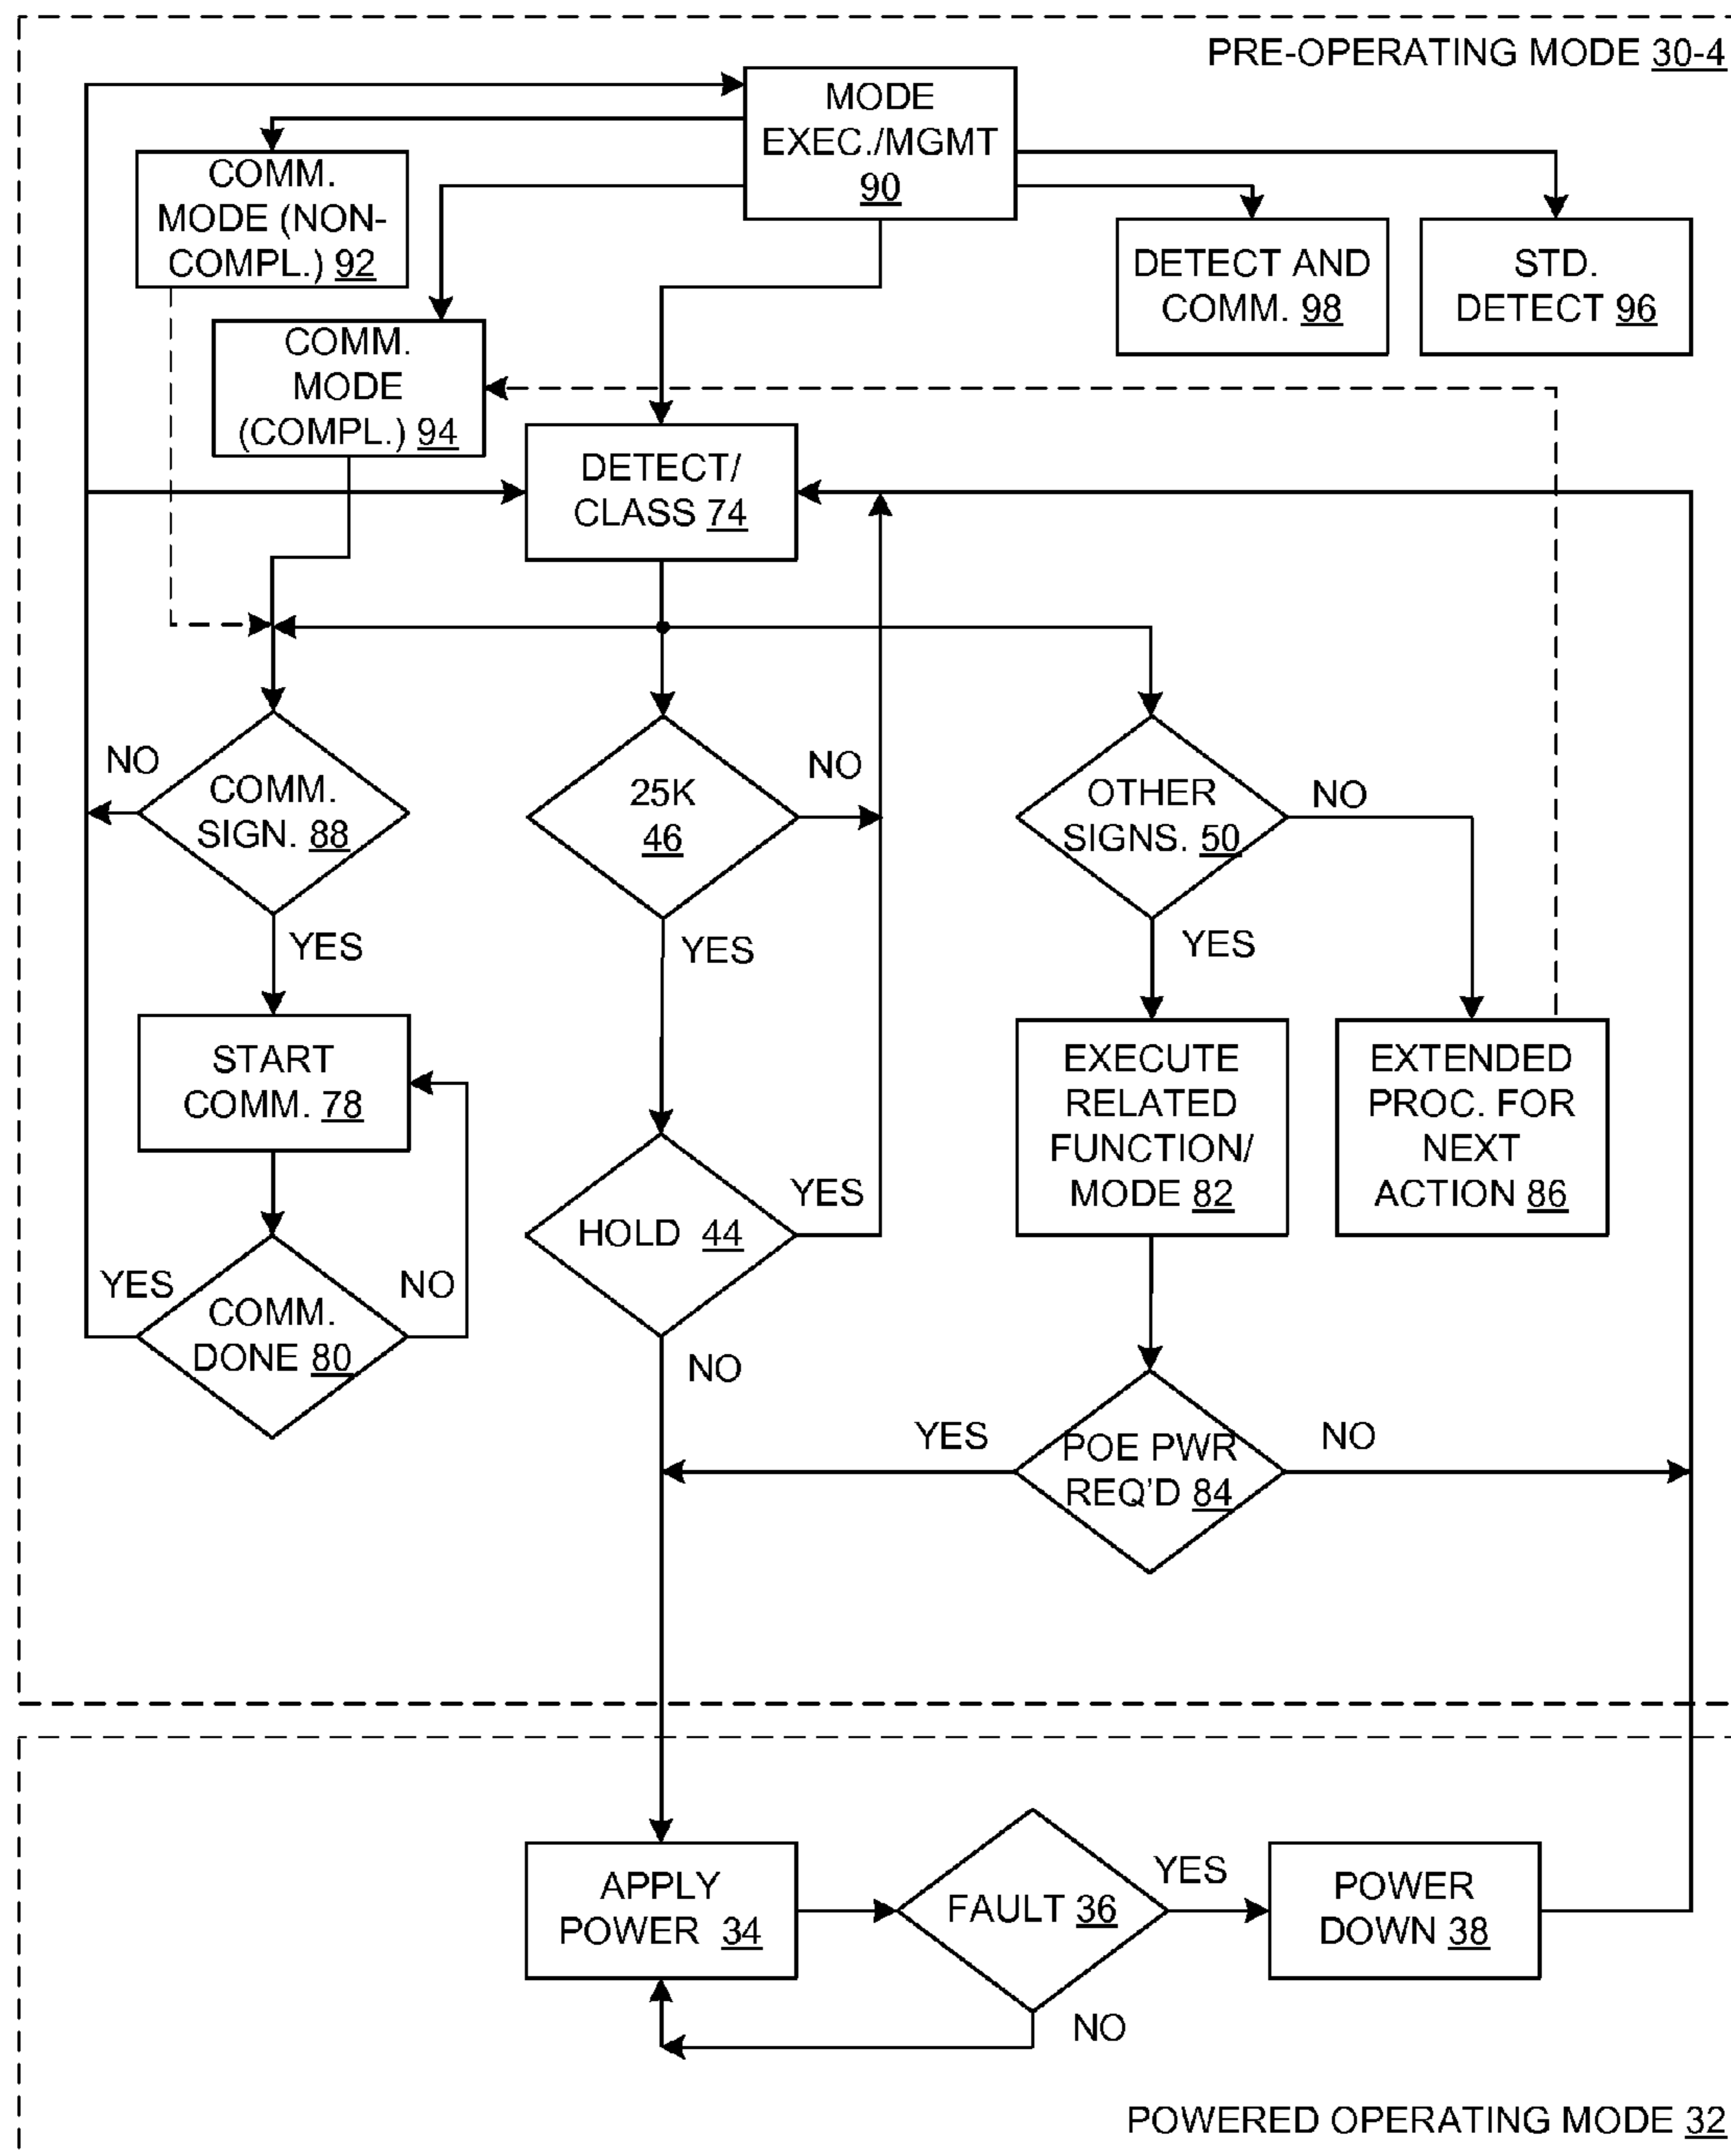 PRE-OPERATING MODE 30-4
MODE
EXEC./MGMT
90
COMM.
MODE (NON-
COMPL.) 92
COMM.
MODE
(COMPL.) 94
DETECT AND
COMM. 98
STD.
DETECT 96
DETECT/
CLASS 74
NO
COMM.
SIGN. 88
YES
25K
46
NO
YES
OTHER
SIGNS. 50
NO
YES
START
COMM. 78
EXECUTE
RELATED
FUNCTION/
MODE 82
EXTENDED
PROC. FOR
NEXT
ACTION 86
HOLD 44
YES
NO
YES
COMM.
DONE 80
NO
YES
POE PWR
REQ'D 84
NO
APPLY
POWER 34
FAULT 36
YES
NO
POWER
DOWN 38
POWERED OPERATING MODE 32